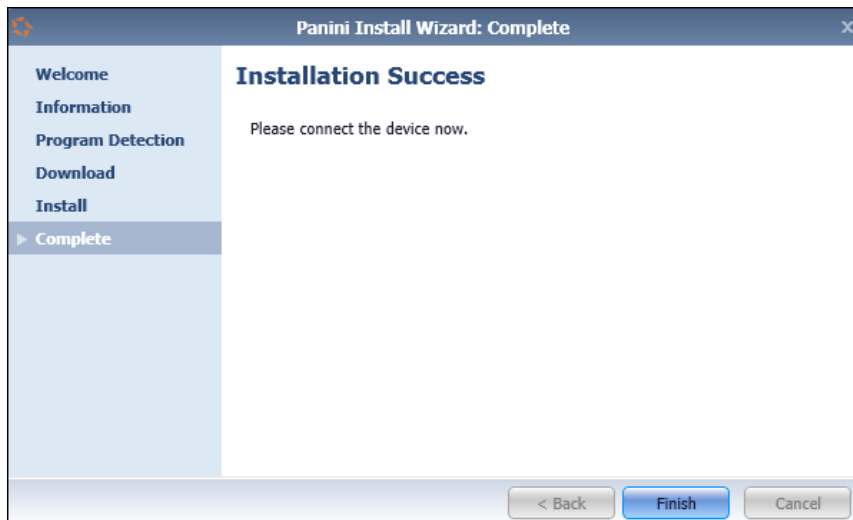 Panini Install Wizard: Complete
Welcome
Information
Program Detection
Download
Install
Complete
Installation Success
Please connect the device now.
< Back
Finish
Cancel